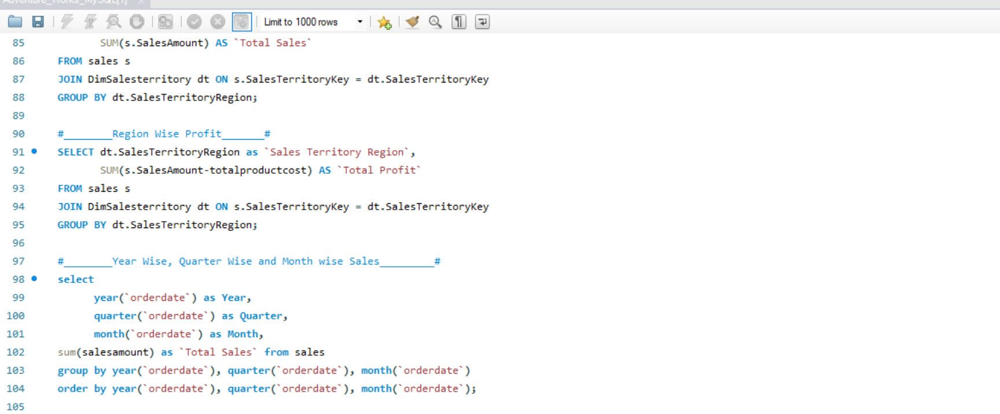 Adventure_Works_MySQL[1] ×
Limit to 1000 rows
85 SUM(s.SalesAmount) AS `Total Sales`
86 FROM sales s
87 JOIN DimSalesterritory dt ON s.SalesTerritoryKey = dt.SalesTerritoryKey
88 GROUP BY dt.SalesTerritoryRegion;
89
90 #________Region Wise Profit_______#
91 SELECT dt.SalesTerritoryRegion as `Sales Territory Region`,
92 SUM(s.SalesAmount-totalproductcost) AS `Total Profit`
93 FROM sales s
94 JOIN DimSalesterritory dt ON s.SalesTerritoryKey = dt.SalesTerritoryKey
95 GROUP BY dt.SalesTerritoryRegion;
96
97 #________Year Wise, Quarter Wise and Month wise Sales_________#
98 select
99 year(`orderdate`) as Year,
100 quarter(`orderdate`) as Quarter,
101 month(`orderdate`) as Month,
102 sum(salesamount) as `Total Sales` from sales
103 group by year(`orderdate`), quarter(`orderdate`), month(`orderdate`)
104 order by year(`orderdate`), quarter(`orderdate`), month(`orderdate`);
105